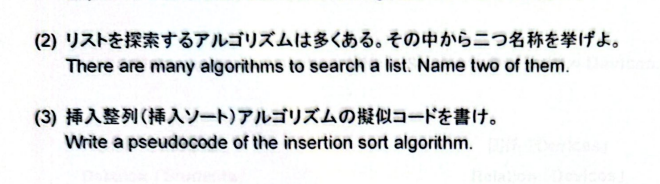 (2) リストを探索するアルゴリズムは多くある。その中から二つ名称を挙げよ。
There are many algorithms to search a list. Name two of them.
(3) 挿入整列(挿入ソート)アルゴリズムの擬似コードを書け。
Write a pseudocode of the insertion sort algorithm.